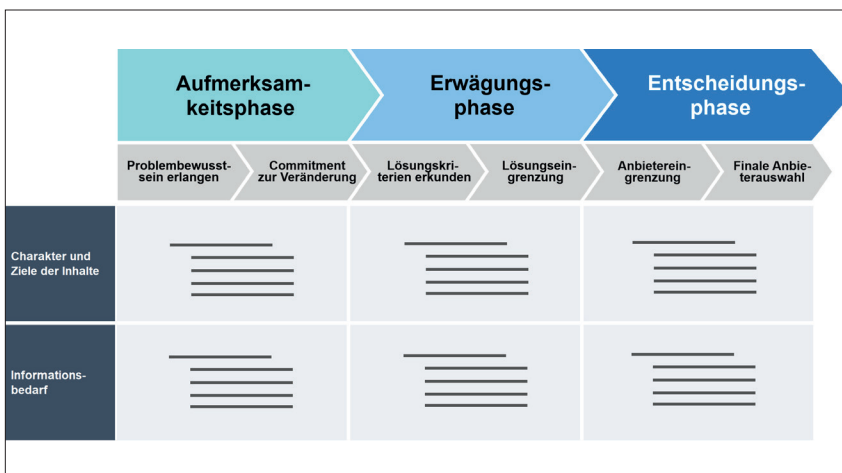 Aufmerksam-
keitsphase
Erwägungs-
phase
Entscheidungs-
phase
Problembewusst-
sein erlangen
Commitment
zur Veränderung
Lösungskri-
terien erkunden
Lösungsein-
grenzung
Anbieterein-
grenzung
Finale Anbie-
terauswahl
Charakter und
Ziele der Inhalte
Informations-
bedarf